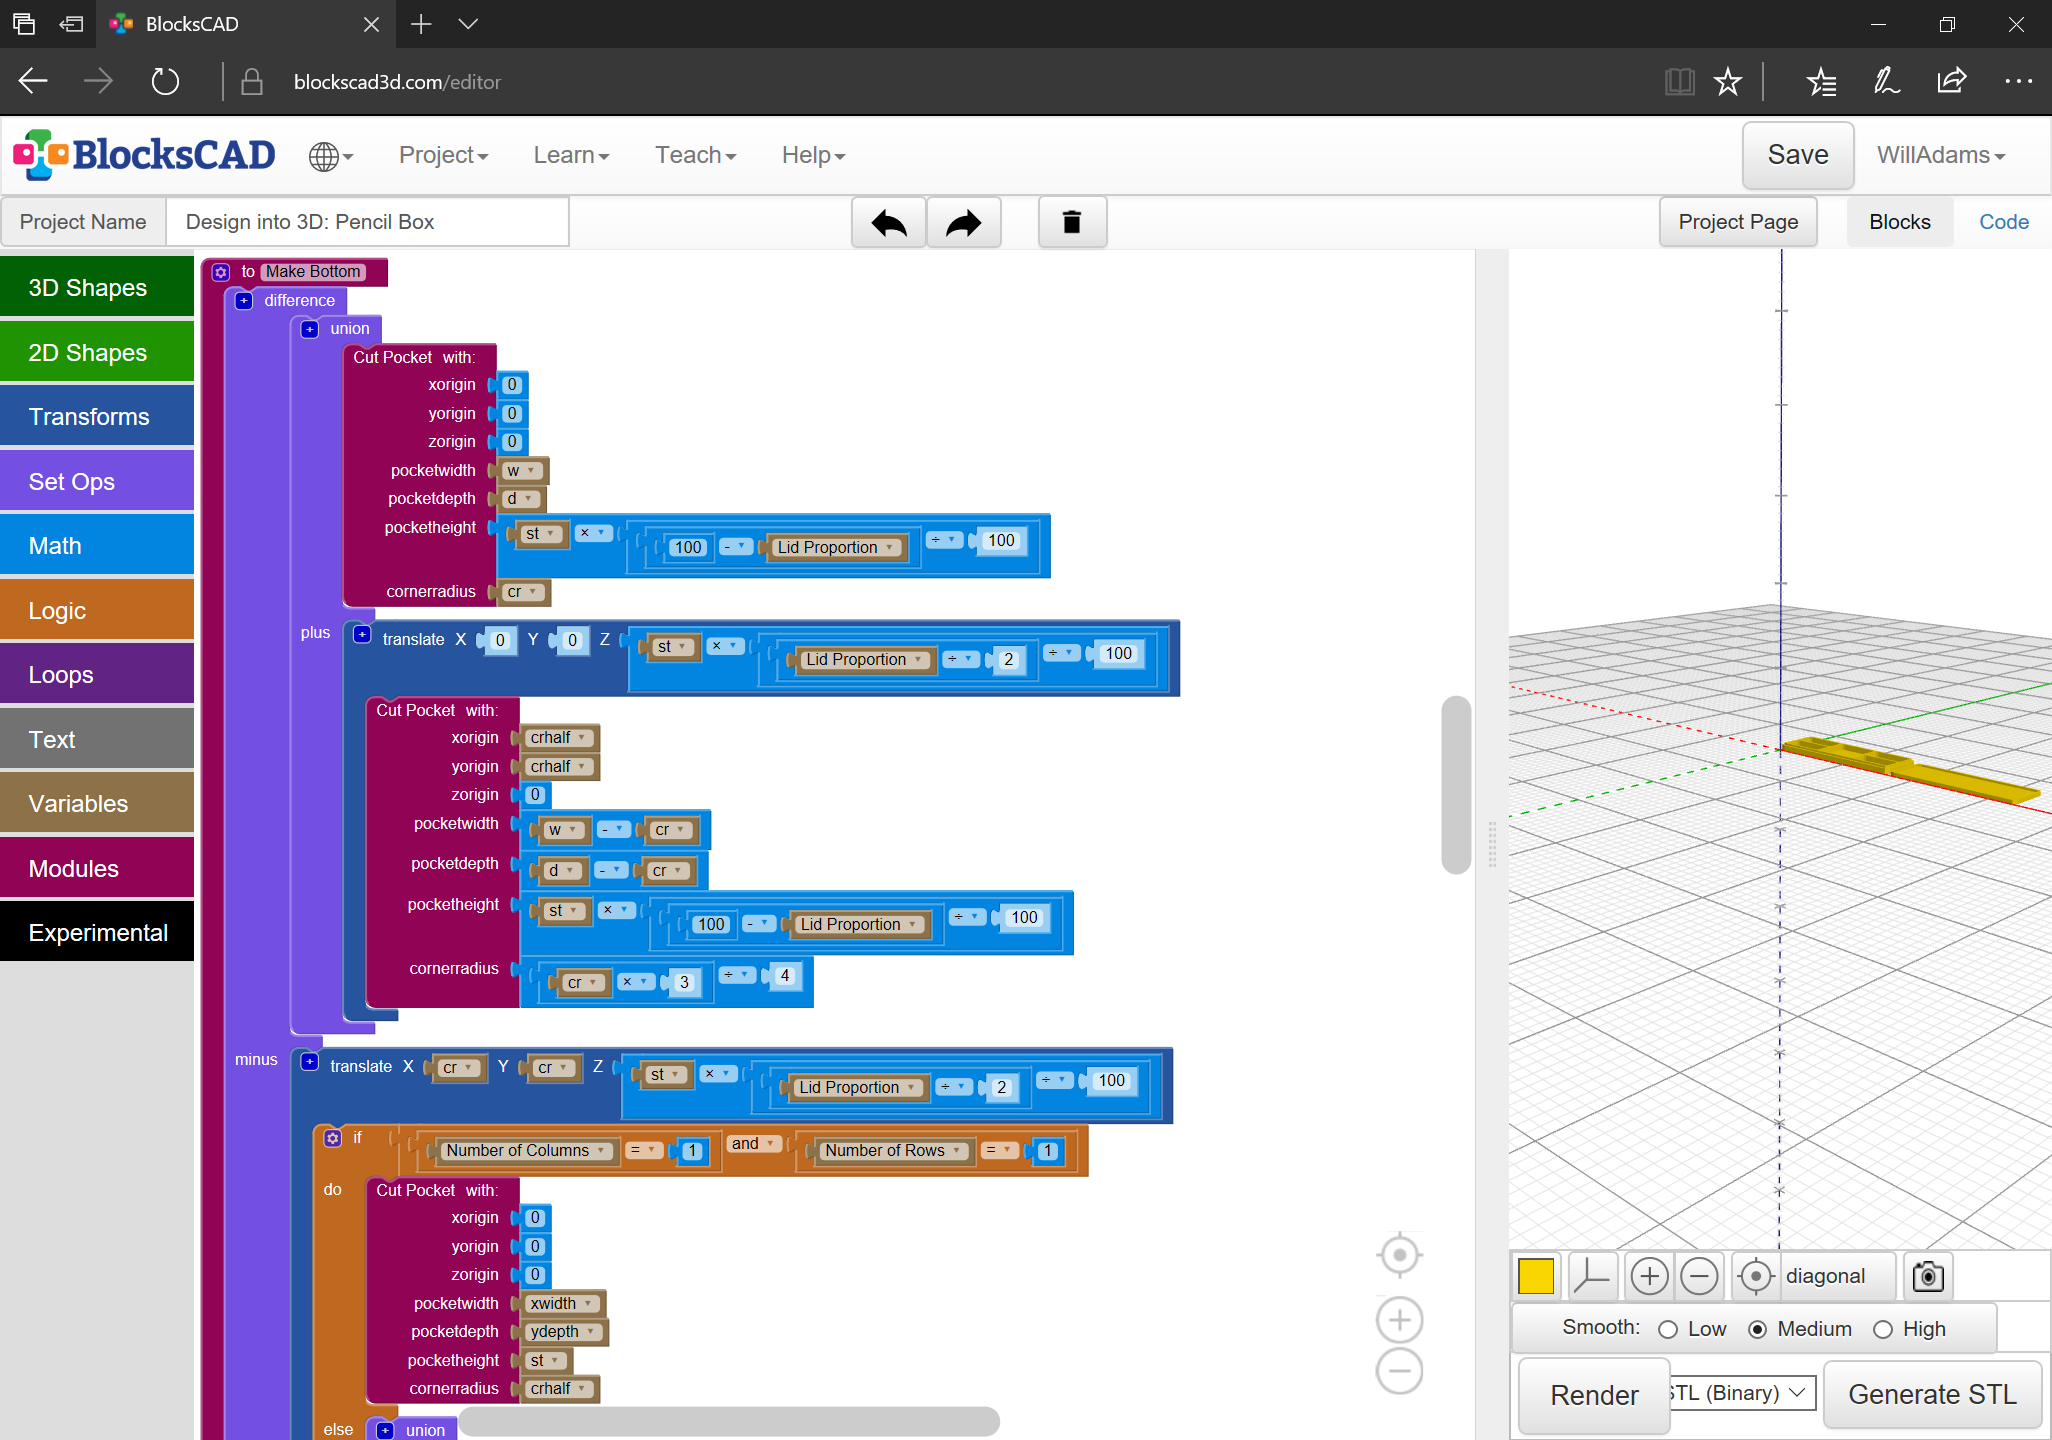 BlocksCAD
blockscad3d.com/editor
BlocksCAD Project Learn Teach Help Save WillAdams
Project Name Design into 3D: Pencil Box Project Page Blocks Code
3D Shapes
2D Shapes
Transforms
Set Ops
Math
Logic
Loops
Text
Variables
Modules
Experimental
to Make Bottom
+ difference
+ union
Cut Pocket with:
xorigin 0
yorigin 0
zorigin 0
pocketwidth w
pocketdepth d
pocketheight st × 100 - Lid Proportion ÷ 100
cornerradius cr
plus + translate X 0 Y 0 Z st × Lid Proportion ÷ 2 ÷ 100
Cut Pocket with:
xorigin crhalf
yorigin crhalf
zorigin 0
pocketwidth w - cr
pocketdepth d - cr
pocketheight st × 100 - Lid Proportion ÷ 100
cornerradius cr × 3 ÷ 4
minus + translate X cr Y cr Z st × Lid Proportion ÷ 2 ÷ 100
if Number of Columns = 1 and Number of Rows = 1
do Cut Pocket with:
xorigin 0
yorigin 0
zorigin 0
pocketwidth xwidth
pocketdepth ydepth
pocketheight st
cornerradius crhalf
else + union
diagonal
Smooth: Low Medium High
Render STL (Binary) Generate STL